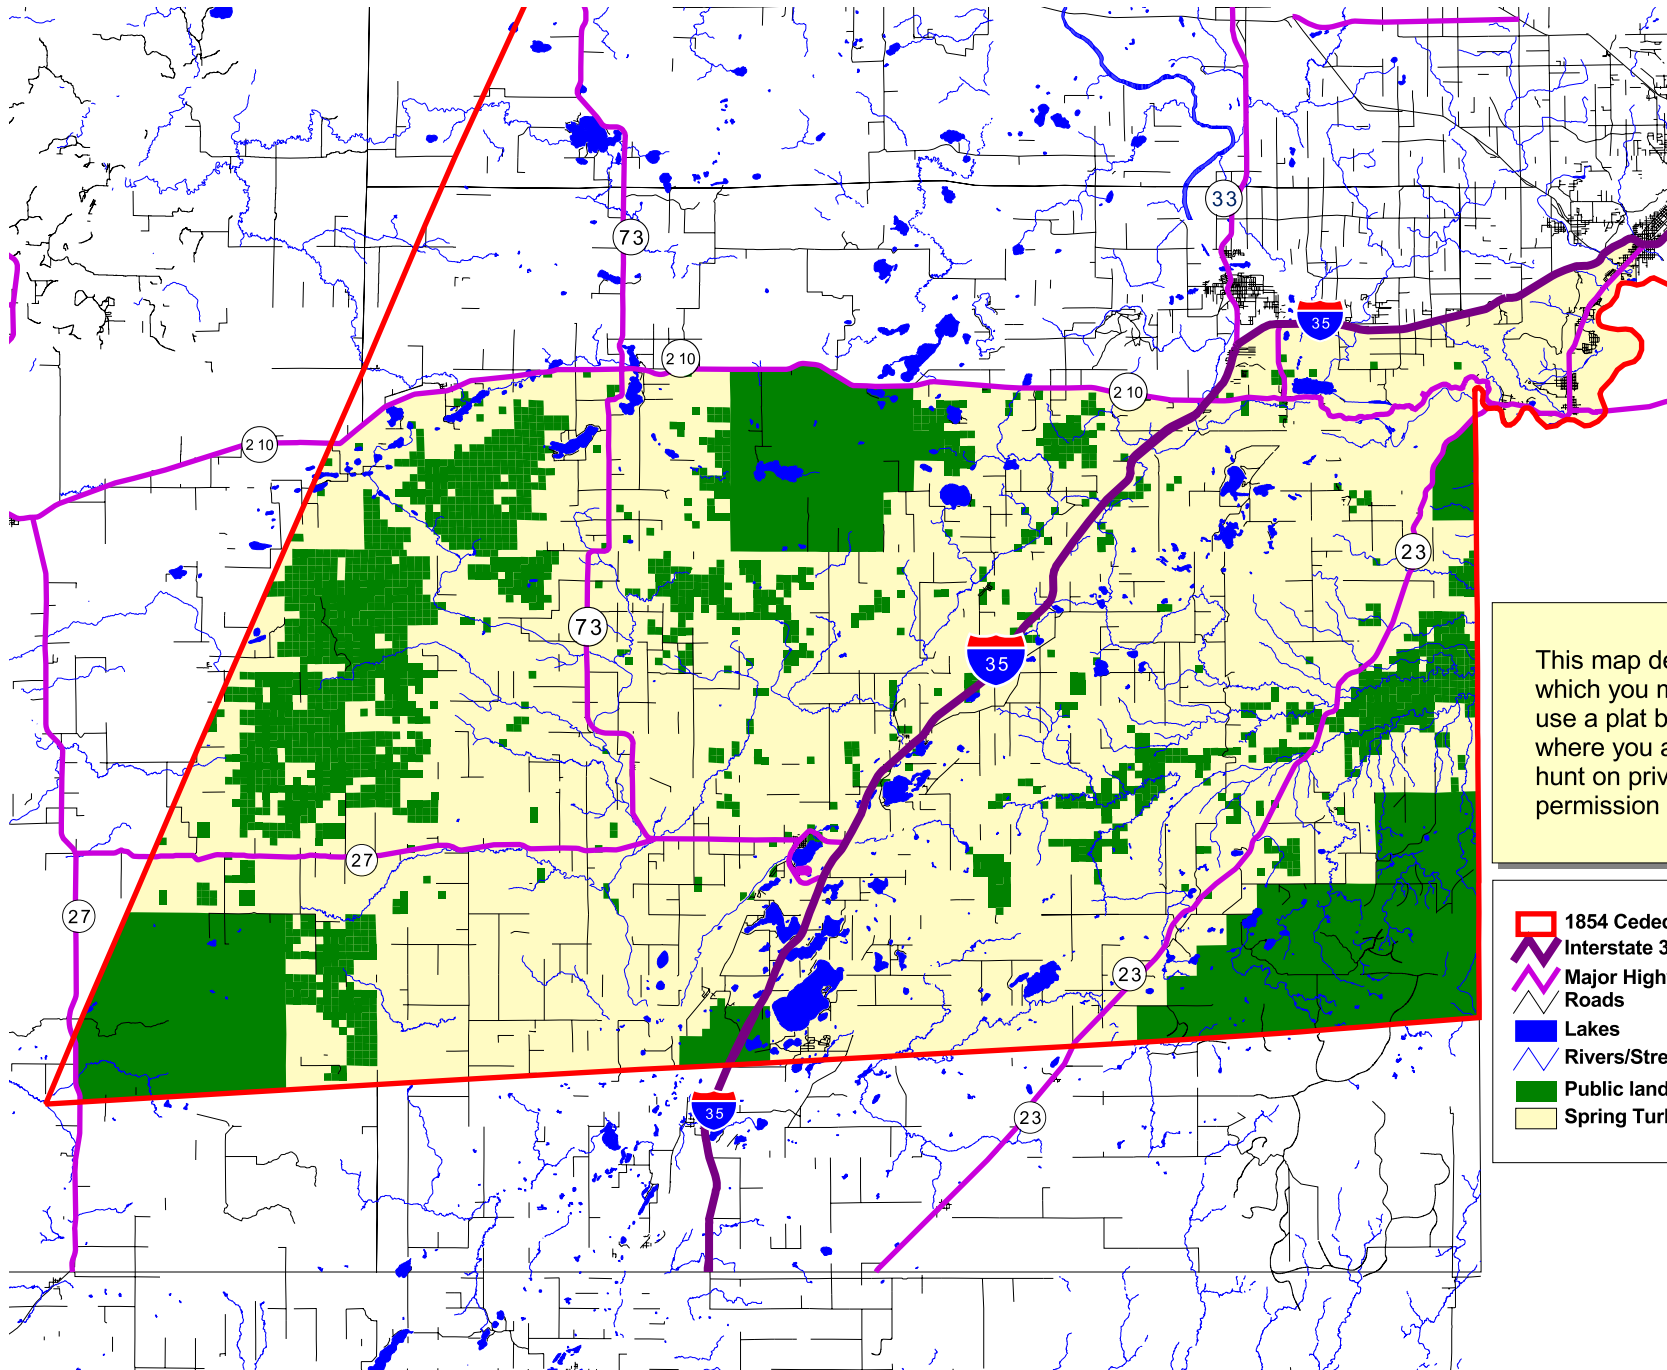 33
73
35
2 10
2 10
2 10
23
73
35
27
27
23
35
23
This map de
which you m
use a plat b
where you a
hunt on priv
permission
1854 Ceded
Interstate 3
Major High
Roads
Lakes
Rivers/Stre
Public land
Spring Turk